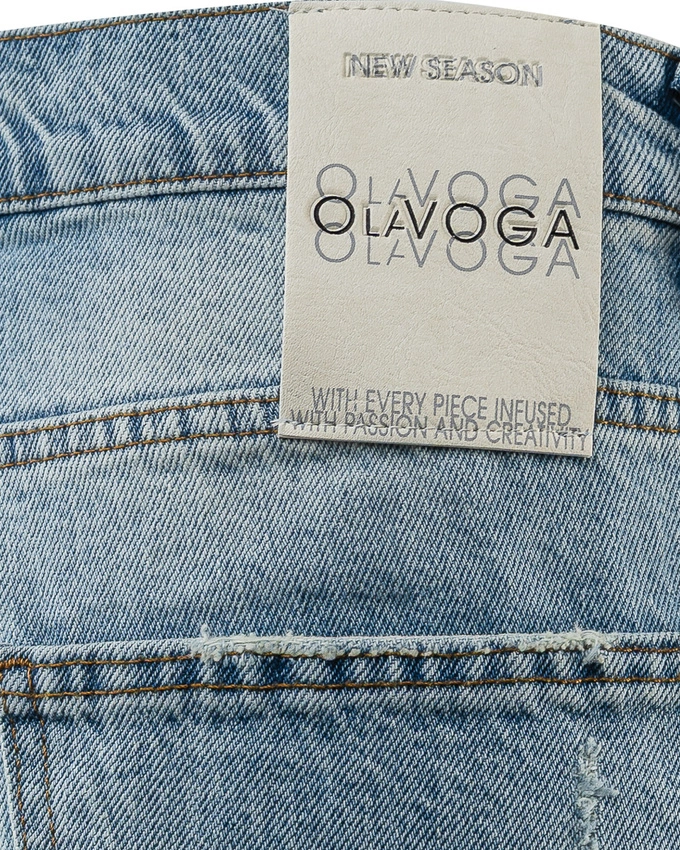 NEW SEASON
OLAVOGA
OLAVOGA
OLAVOGA
WITH EVERY PIECE INFUSED
WITH PASSION AND CREATIVITY